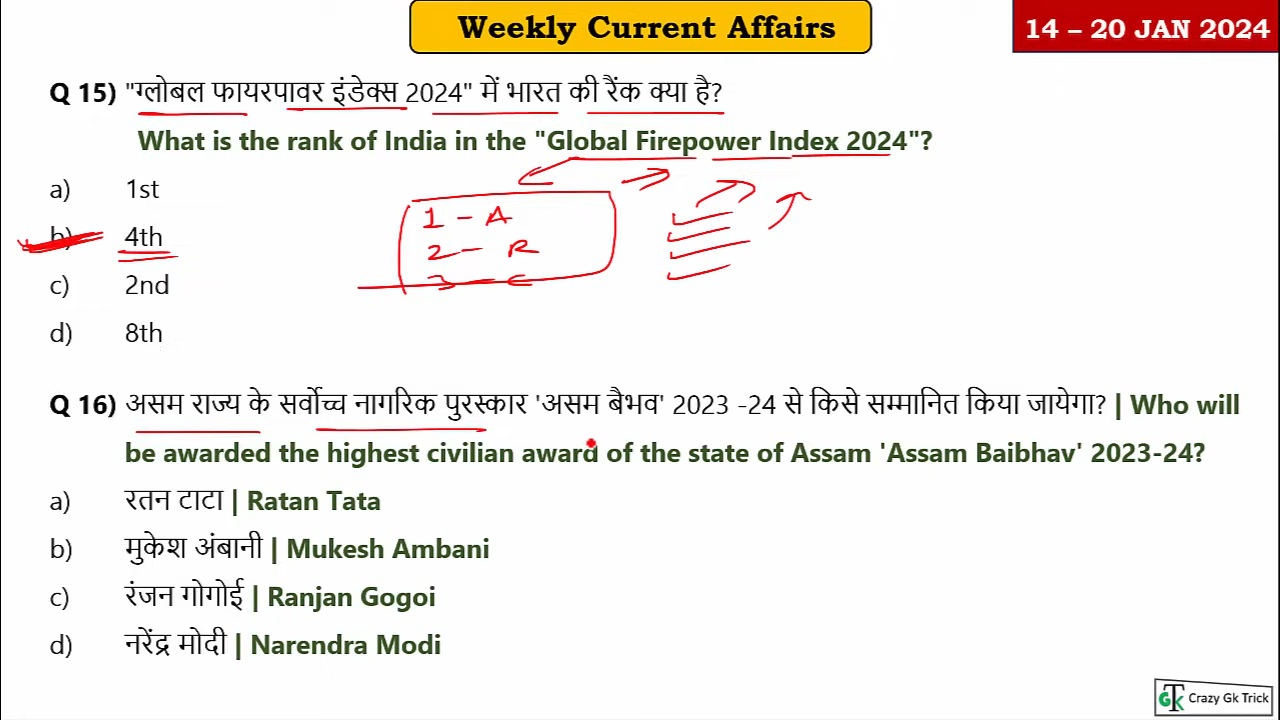 Weekly Current Affairs
14 – 20 JAN 2024
Q 15) "ग्लोबल फायरपावर इंडेक्स 2024" में भारत की रैंक क्या है?
What is the rank of India in the "Global Firepower Index 2024"?
a) 1st
b) 4th
c) 2nd
d) 8th
1 – A
2 – R
3 – C
Q 16) असम राज्य के सर्वोच्च नागरिक पुरस्कार 'असम बैभव' 2023 -24 से किसे सम्मानित किया जायेगा? | Who will
be awarded the highest civilian award of the state of Assam 'Assam Baibhav' 2023-24?
a) रतन टाटा | Ratan Tata
b) मुकेश अंबानी | Mukesh Ambani
c) रंजन गोगोई | Ranjan Gogoi
d) नरेंद्र मोदी | Narendra Modi
GTK Crazy Gk Trick